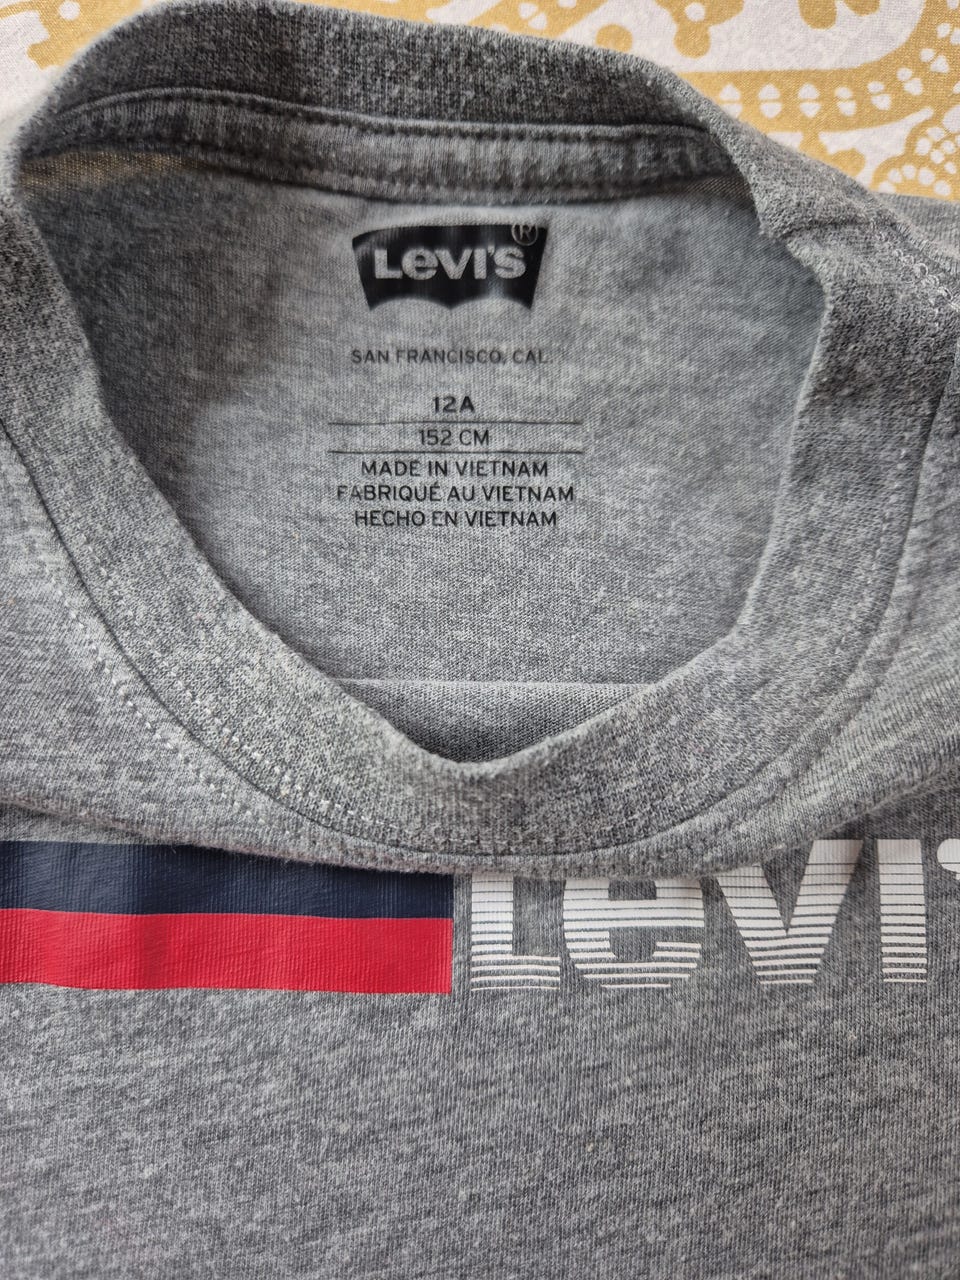 Levi's®
SAN FRANCISCO, CAL.
12A
152 CM
MADE IN VIETNAM
FABRIQUÉ AU VIETNAM
HECHO EN VIETNAM
Levi'